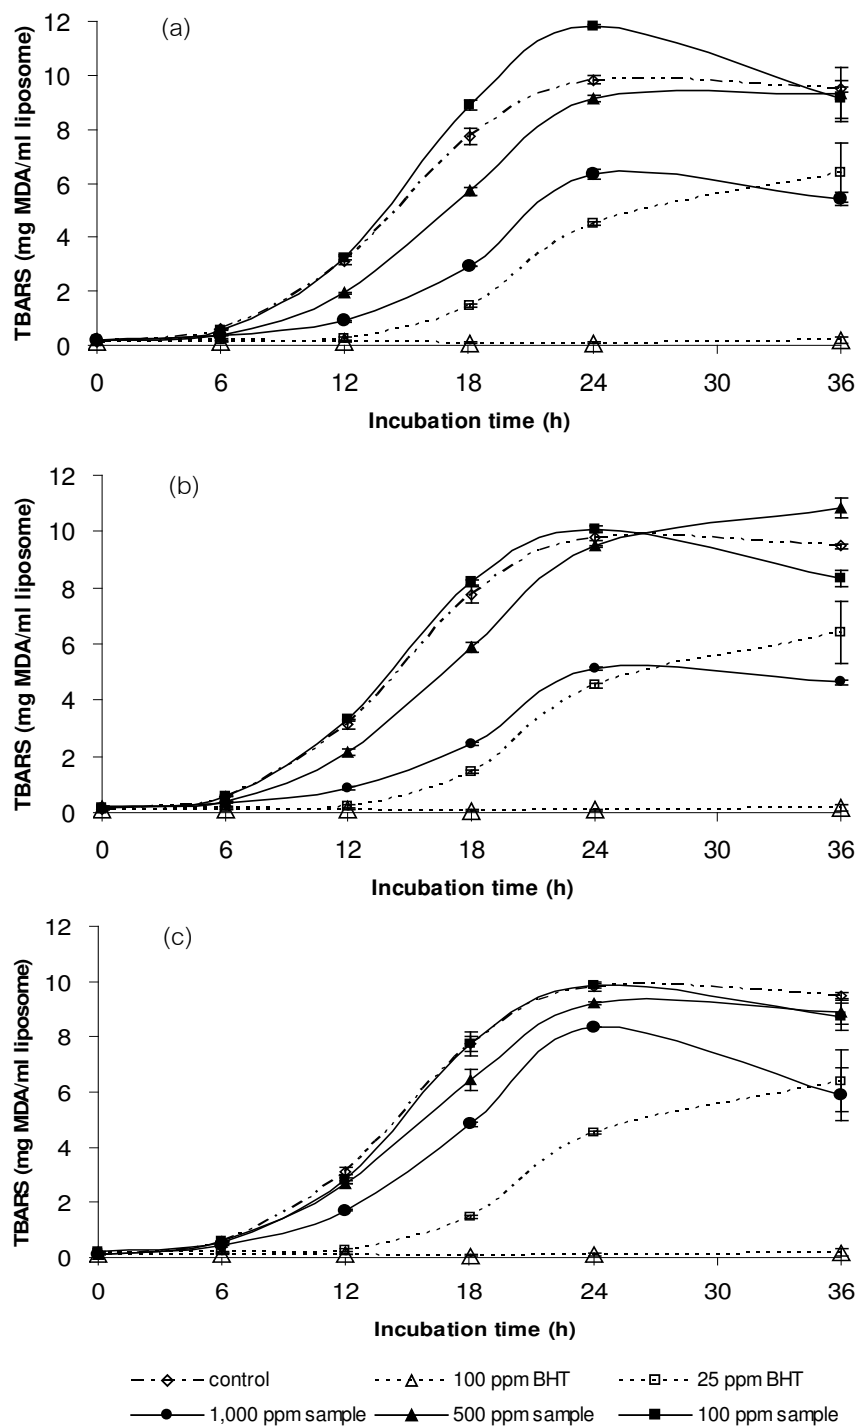 (a)
TBARS (mg MDA/ml liposome)
12
10
8
6
4
2
0
0 6 12 18 24 30 36
Incubation time (h)
(b)
TBARS (mg MDA/ml liposome)
12
10
8
6
4
2
0
0 6 12 18 24 30 36
Incubation time (h)
(c)
TBARS (mg MDA/ml liposome)
12
10
8
6
4
2
0
0 6 12 18 24 30 36
Incubation time (h)
control 100 ppm BHT 25 ppm BHT
1,000 ppm sample 500 ppm sample 100 ppm sample